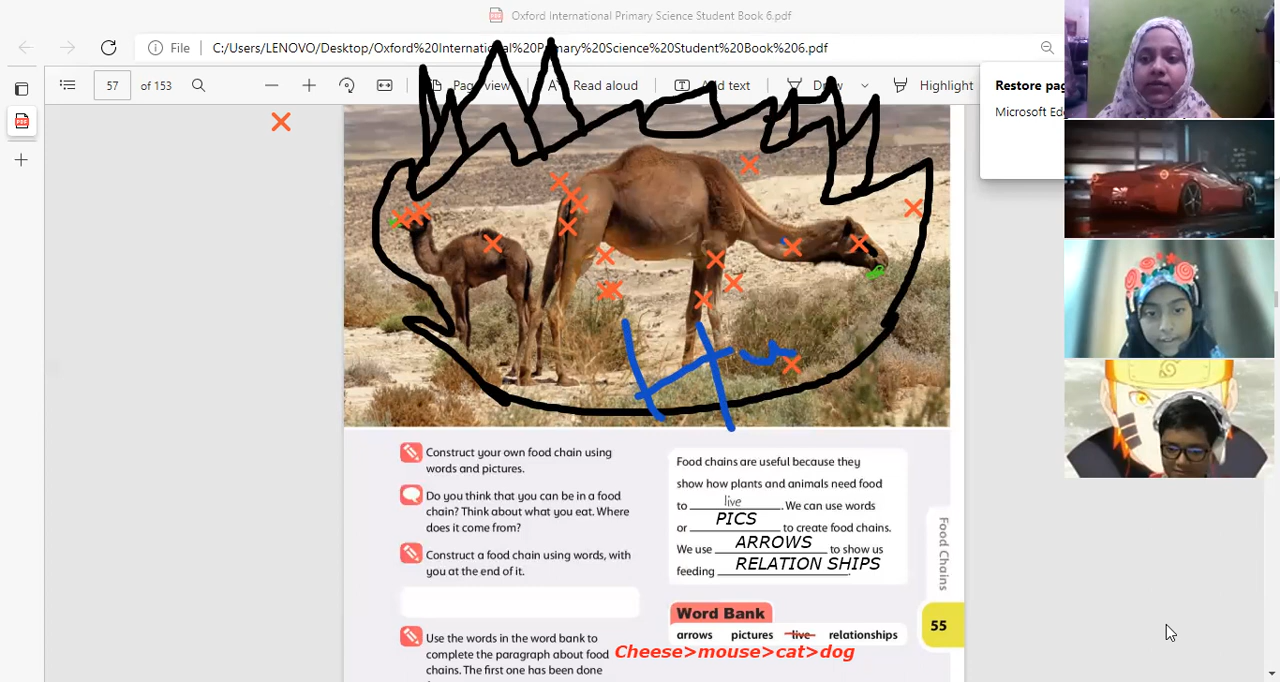 Oxford International Primary Science Student Book 6.pdf
File
C:/Users/LENOVO/Desktop/Oxford%20International%20Primary%20Science%20Student%20Book%206.pdf
57 of 153
Page view
Read aloud
Add text
Draw
Highlight
Restore pag
Microsoft Ed
Construct your own food chain using
words and pictures.
Do you think that you can be in a food
chain? Think about what you eat. Where
does it come from?
Construct a food chain using words, with
you at the end of it.
Use the words in the word bank to
complete the paragraph about food
chains. The first one has been done
Food chains are useful because they
show how plants and animals need food
to live. We can use words
or PICS to create food chains.
We use ARROWS to show us
feeding RELATION SHIPS.
Food Chains
55
Word Bank
arrows pictures live relationships
Cheese>mouse>cat>dog